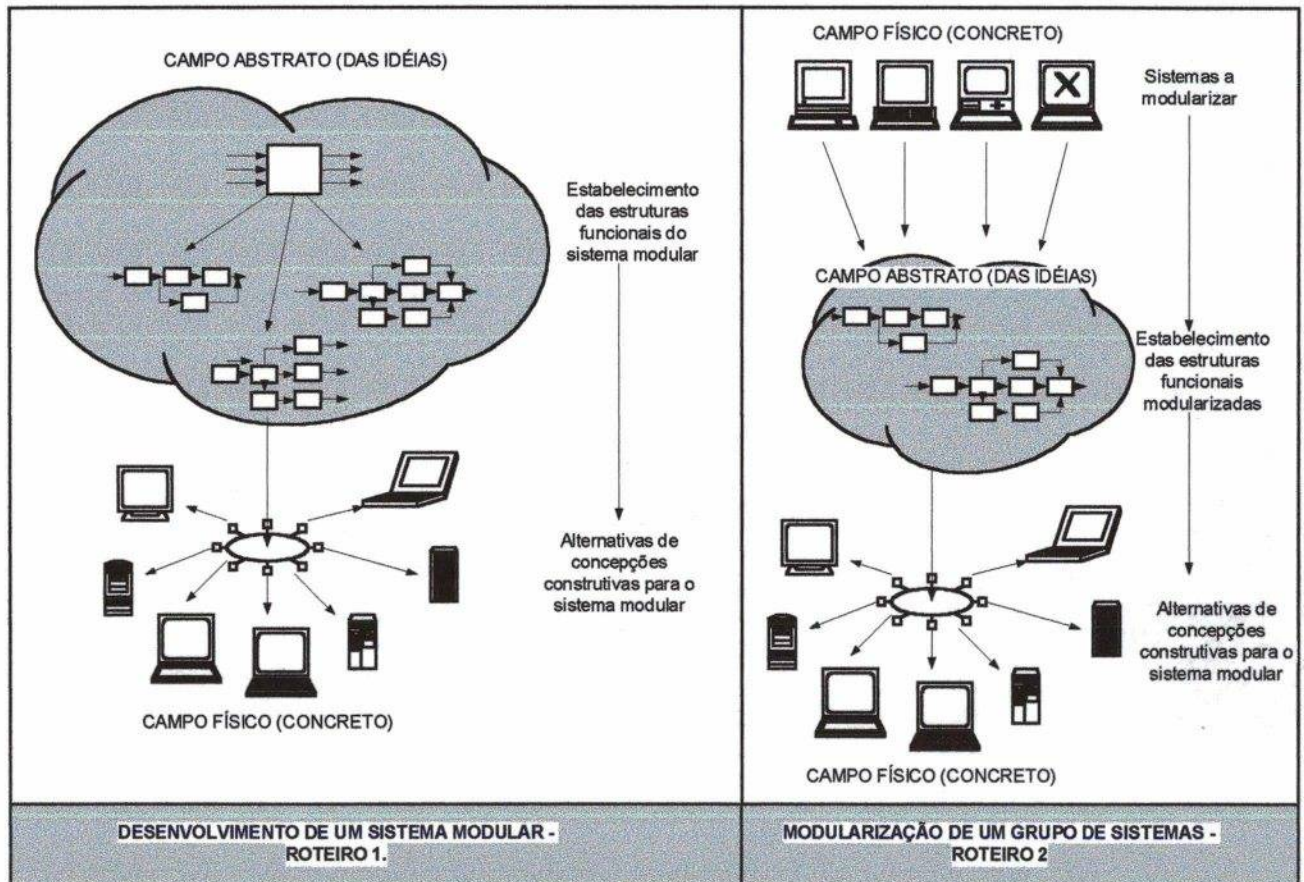 CAMPO ABSTRATO (DAS IDÉIAS)
Estabelecimento
das estruturas
funcionais do
sistema modular
Alternativas de
concepções
construtivas para o
sistema modular
CAMPO FÍSICO (CONCRETO)
DESENVOLVIMENTO DE UM SISTEMA MODULAR -
ROTEIRO 1.
CAMPO FÍSICO (CONCRETO)
Sistemas a
modularizar
CAMPO ABSTRATO (DAS IDÉIAS)
Estabelecimento
das estruturas
funcionais
modularizadas
Alternativas de
concepções
construtivas para o
sistema modular
CAMPO FÍSICO (CONCRETO)
MODULARIZAÇÃO DE UM GRUPO DE SISTEMAS -
ROTEIRO 2